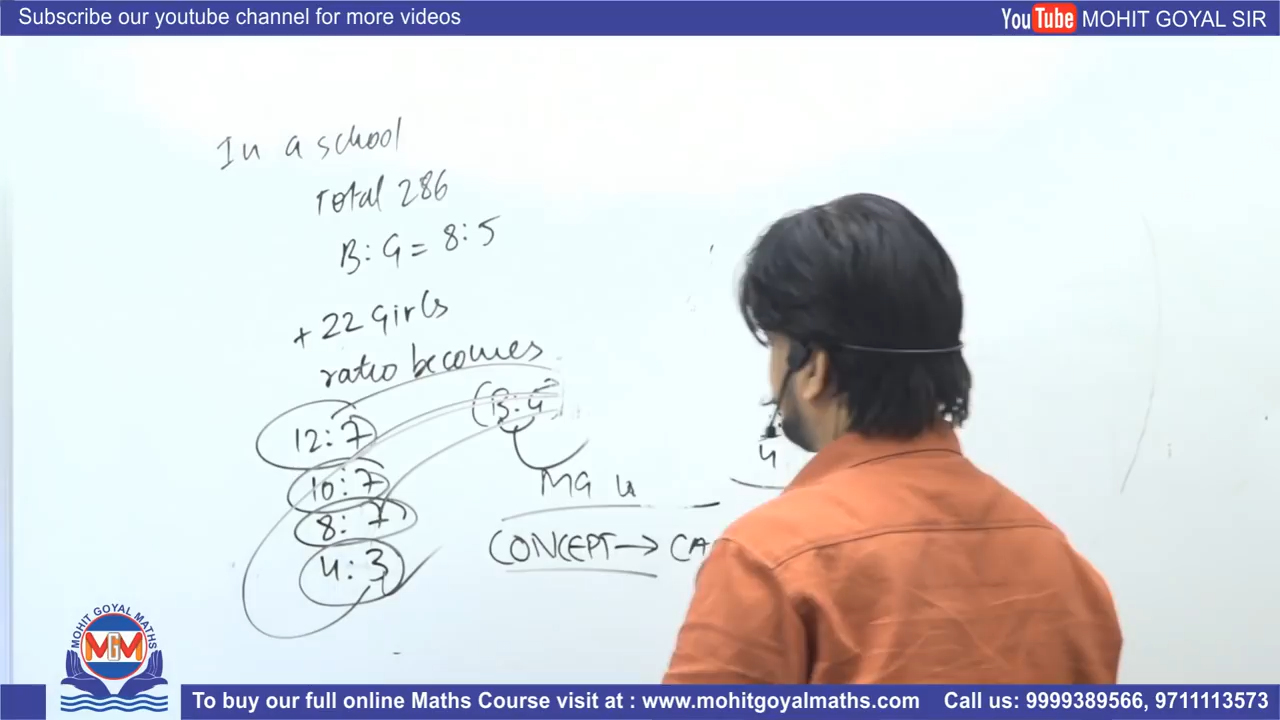 Subscribe our youtube channel for more videos
YouTube MOHIT GOYAL SIR
In a school
Total 286
B: G = 8:5
+ 22 Girls
ratio becomes
(B:G
12:7
10:7
8:7
4:3
4
CONCEPT → CA
MOHIT GOYAL MATHS
MGM
To buy our full online Maths Course visit at : www.mohitgoyalmaths.com Call us: 9999389566, 9711113573